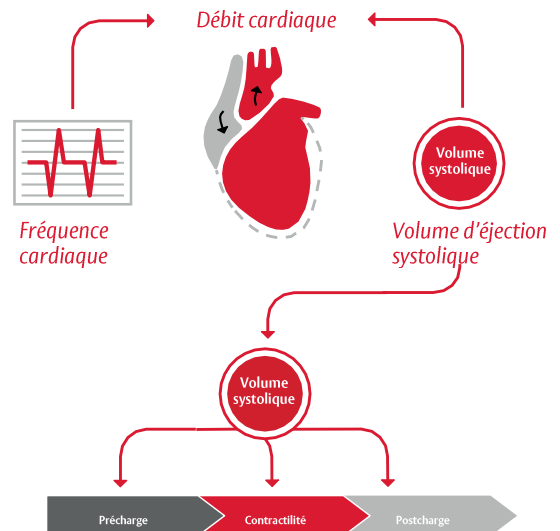 Débit cardiaque
Volume
systolique
Fréquence
cardiaque
Volume d’éjection
systolique
Volume
systolique
Précharge
Contractilité
Postcharge